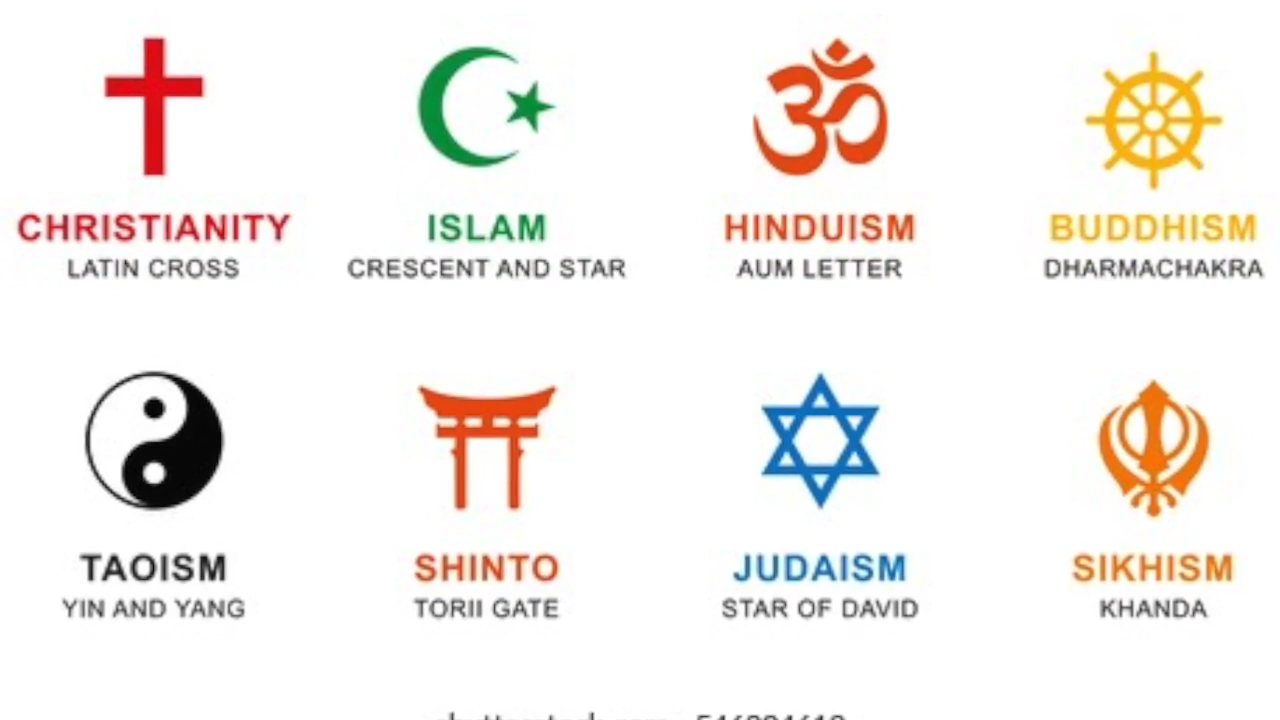 CHRISTIANITY ISLAM HINDUISM BUDDHISM
LATIN CROSS CRESCENT AND STAR AUM LETTER DHARMACHAKRA
TAOISM SHINTO JUDAISM SIKHISM
YIN AND YANG TORII GATE STAR OF DAVID KHANDA